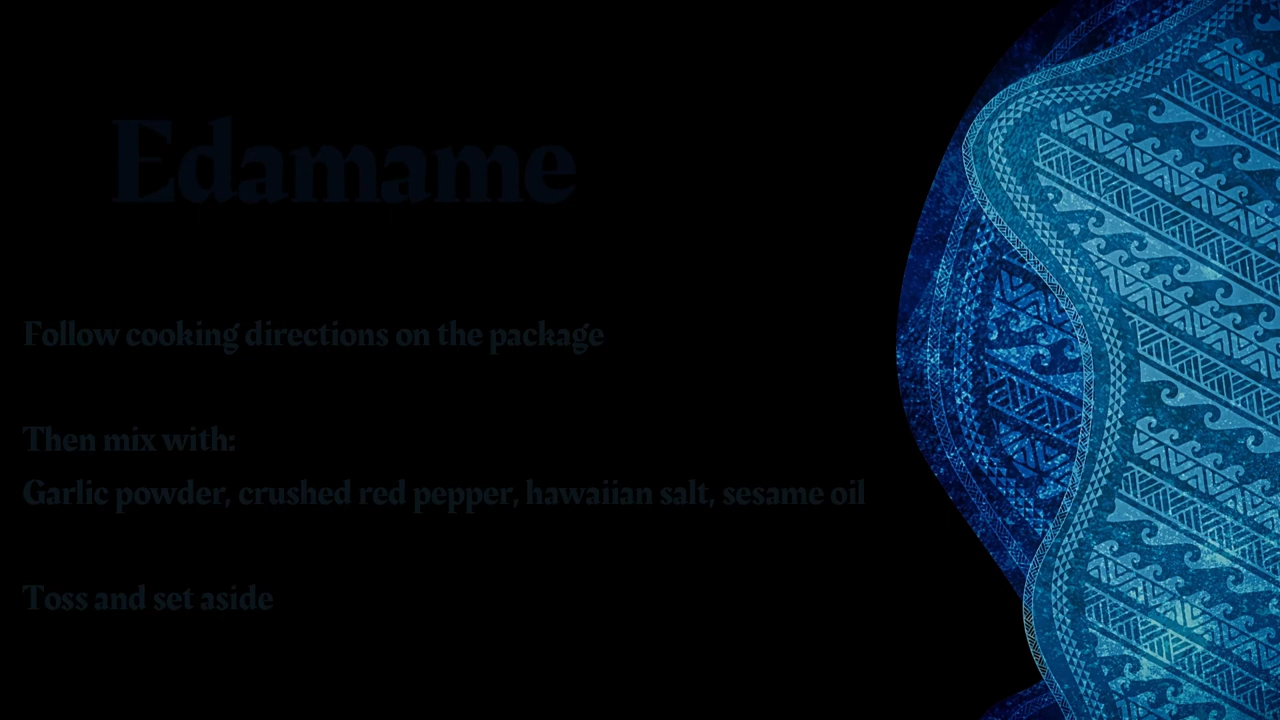 Edamame
Follow cooking directions on the package
Then mix with:
Garlic powder, crushed red pepper, hawaiian salt, sesame oil
Toss and set aside